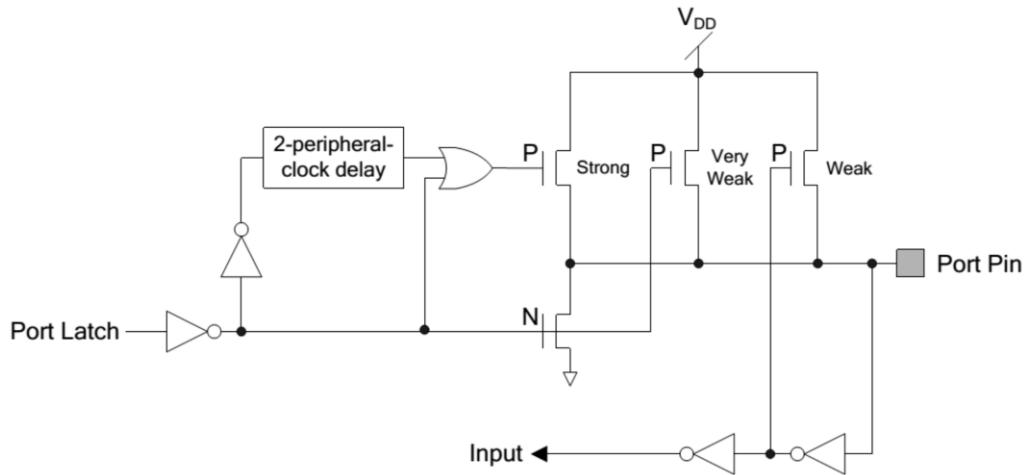 VDD
2-peripheral-
clock delay
P
Strong
P
Very
Weak
P
Weak
Port Pin
Port Latch
N
Input